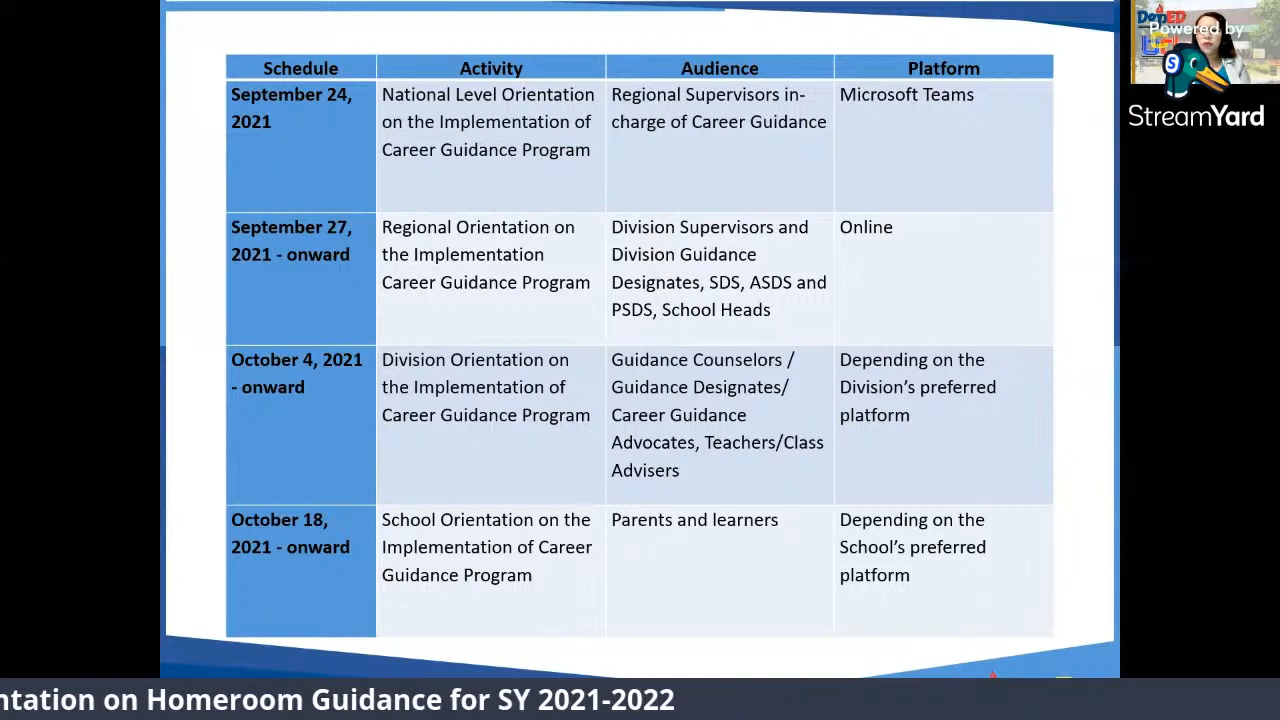 Schedule
Activity
Audience
Platform
September 24,
2021
National Level Orientation
on the Implementation of
Career Guidance Program
Regional Supervisors in-
charge of Career Guidance
Microsoft Teams
September 27,
2021 - onward
Regional Orientation on
the Implementation
Career Guidance Program
Division Supervisors and
Division Guidance
Designates, SDS, ASDS and
PSDS, School Heads
Online
October 4, 2021
- onward
Division Orientation on
the Implementation of
Career Guidance Program
Guidance Counselors /
Guidance Designates/
Career Guidance
Advocates, Teachers/Class
Advisers
Depending on the
Division’s preferred
platform
October 18,
2021 - onward
School Orientation on the
Implementation of Career
Guidance Program
Parents and learners
Depending on the
School’s preferred
platform
DepED
Powered by
S
StreamYard
ntation on Homeroom Guidance for SY 2021-2022